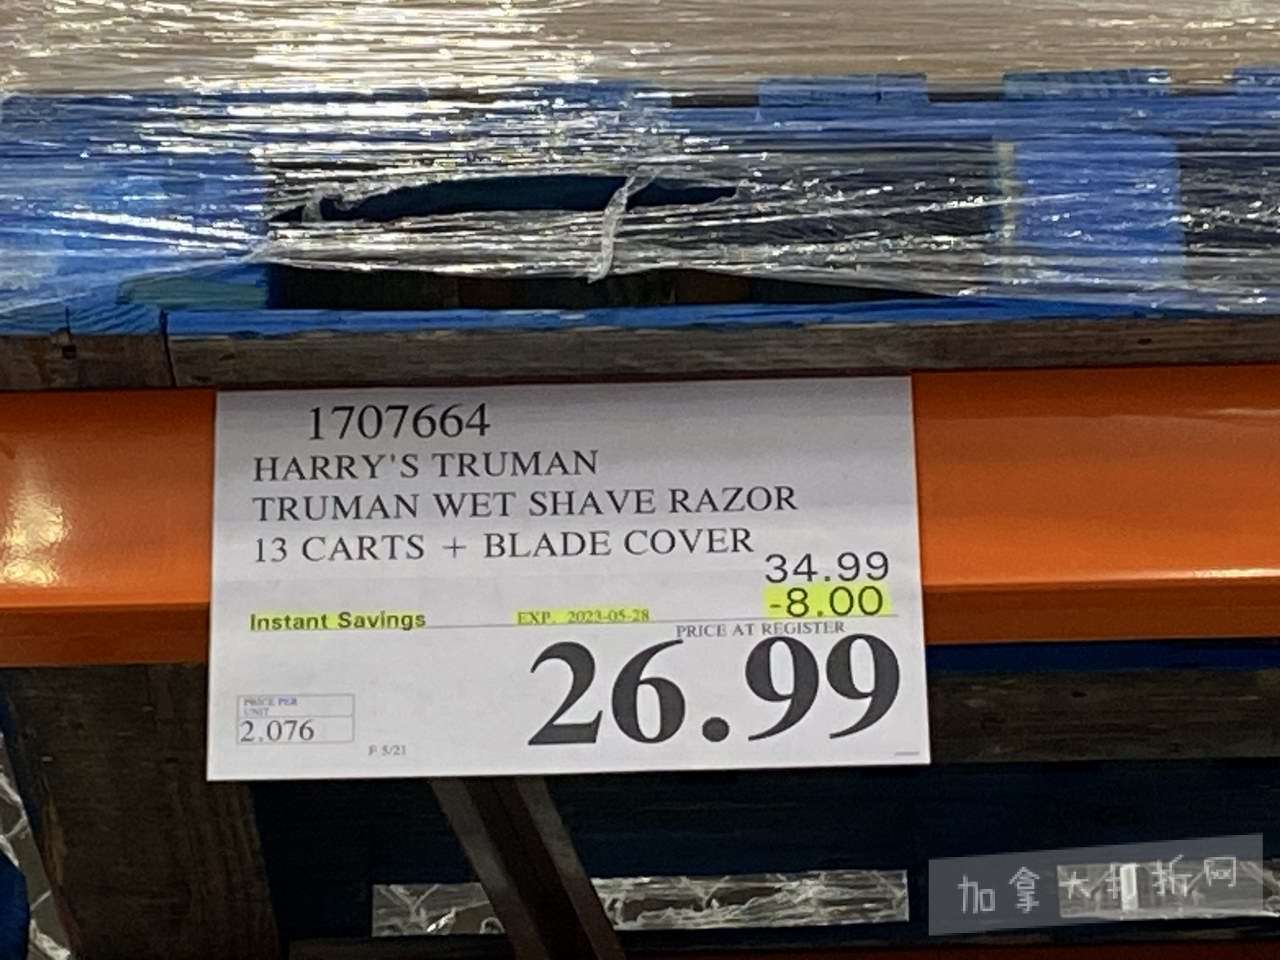 1707664
HARRY'S TRUMAN
TRUMAN WET SHAVE RAZOR
13 CARTS + BLADE COVER
34.99
Instant Savings EXP. 2023-05-28 -8.00
PRICE AT REGISTER
26.99
PRICE PER
UNIT
2.076
F 5/21
加拿大打折网